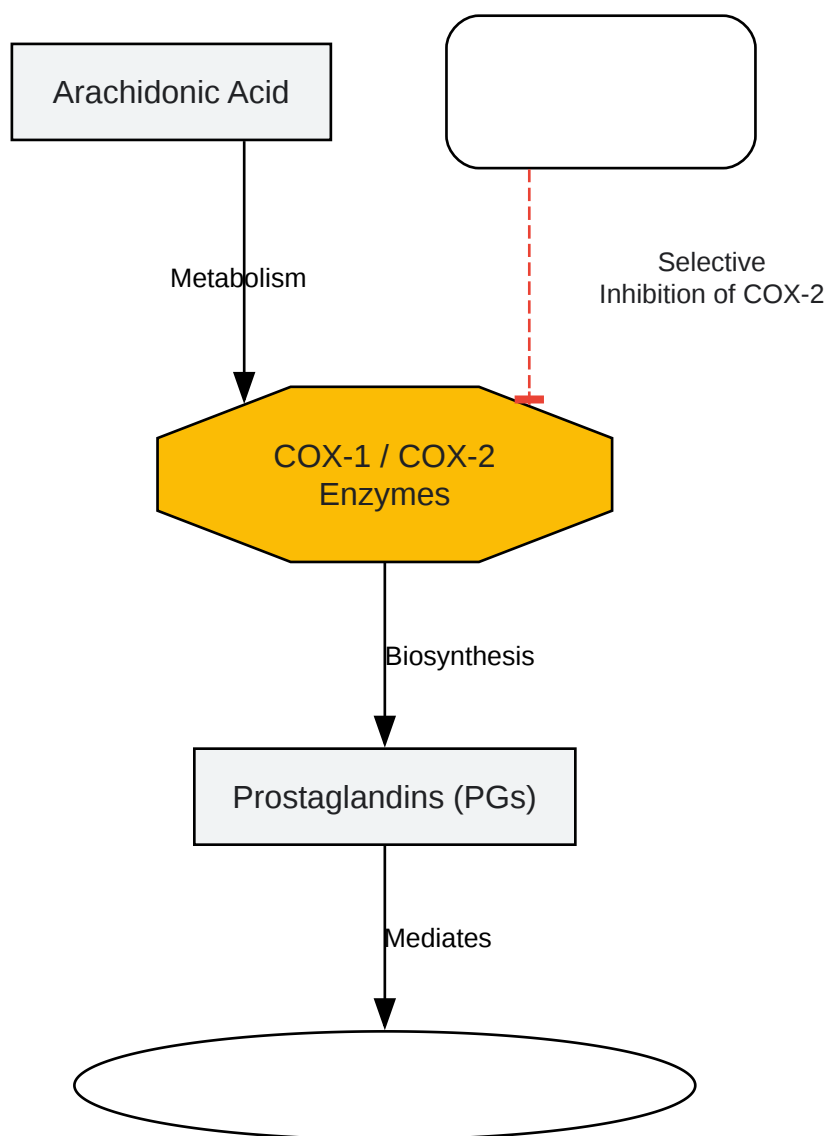 Arachidonic Acid
Metabolism
Selective
Inhibition of COX-2
COX-1 / COX-2
Enzymes
Biosynthesis
Prostaglandins (PGs)
Mediates